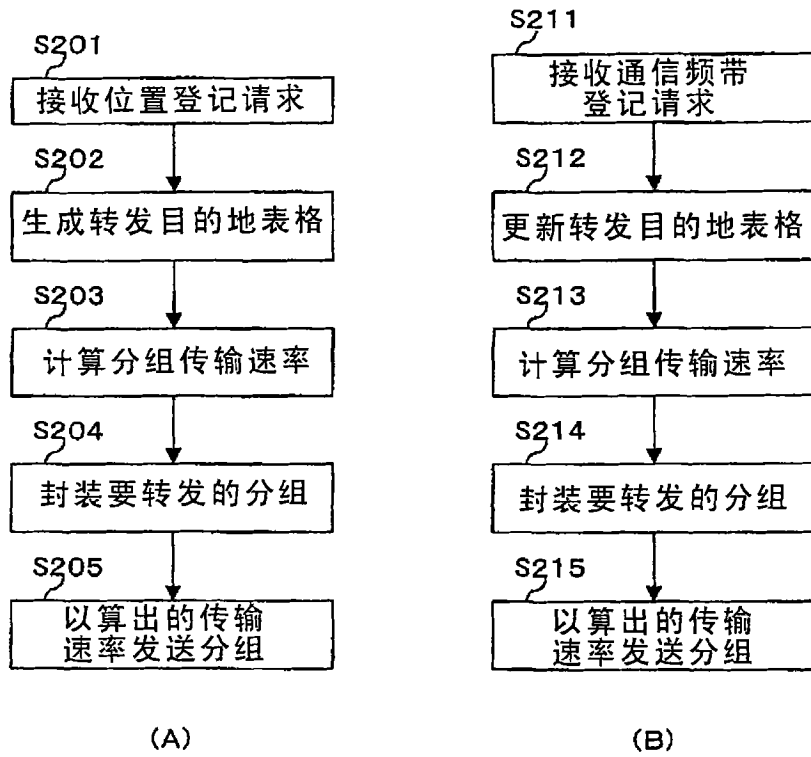 S201
接收位置登记请求
S202
生成转发目的地表格
S203
计算分组传输速率
S204
封装要转发的分组
S205
以算出的传输
速率发送分组
(A)
S211
接收通信频带
登记请求
S212
更新转发目的地表格
S213
计算分组传输速率
S214
封装要转发的分组
S215
以算出的传输
速率发送分组
(B)